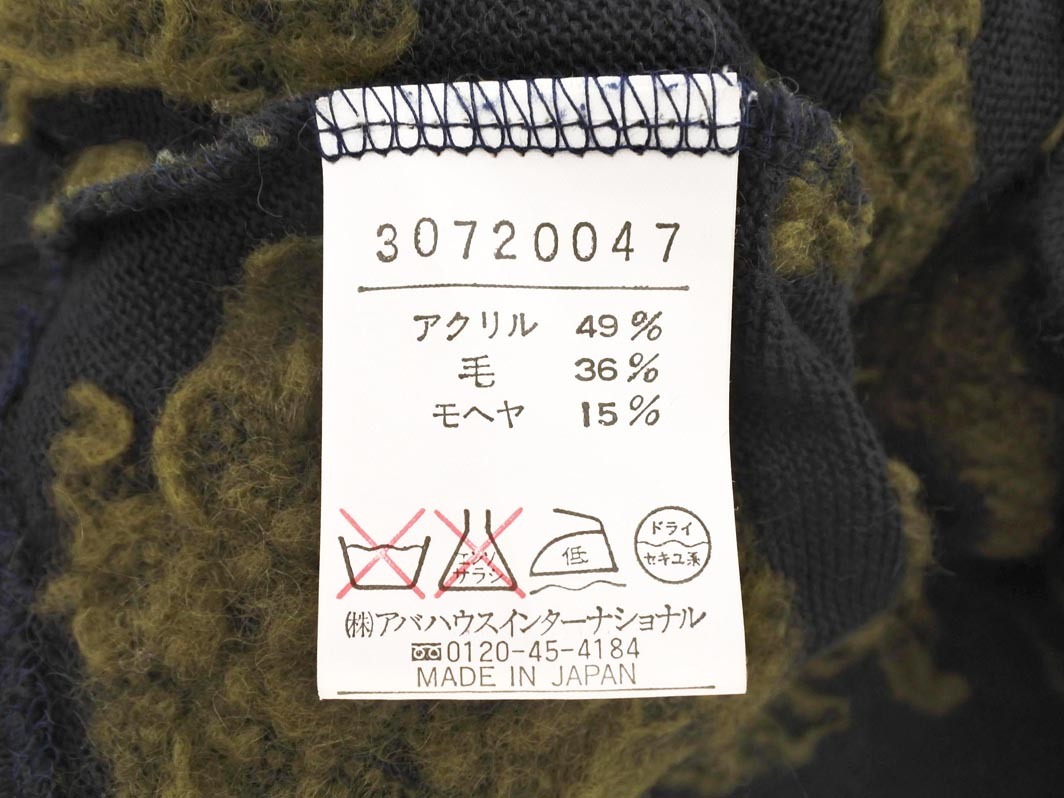 30720047
アクリル 49%
毛 36%
モヘヤ 15%
エンソ
サラシ
低
ドライ
セキユ系
(株)アバハウスインターナショナル
0120-45-4184
MADE IN JAPAN